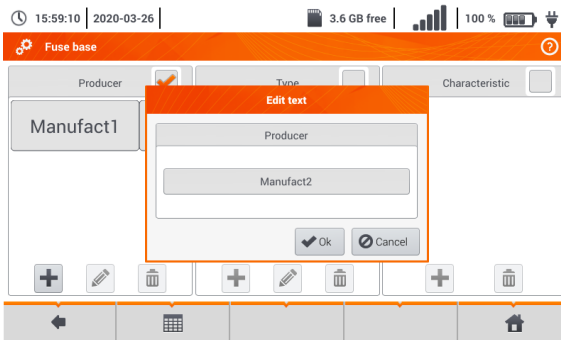 15:59:10 2020-03-26 3.6 GB free 100 %
Fuse base
Producer Type Characteristic
Edit text
Manufact1
Producer
Manufact2
Ok Cancel